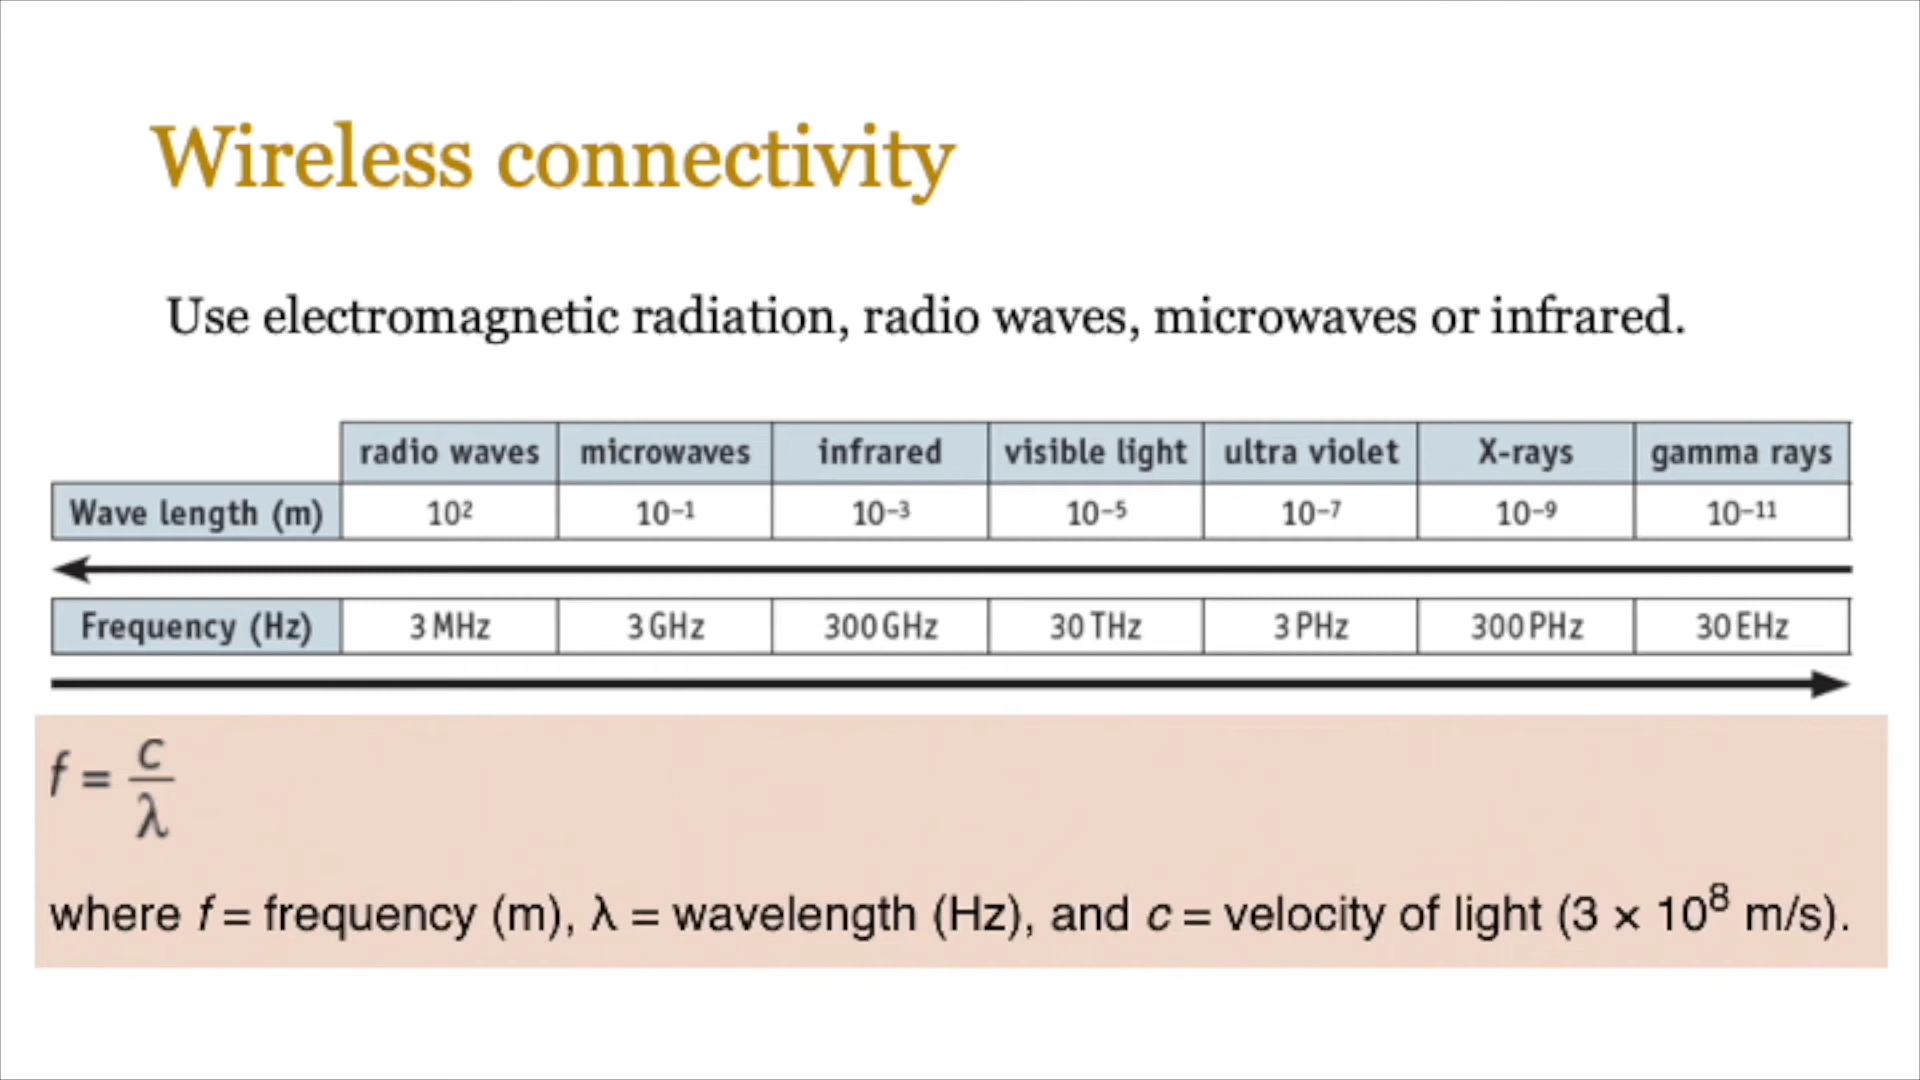 Wireless connectivity
Use electromagnetic radiation, radio waves, microwaves or infrared.
radio waves microwaves infrared visible light ultra violet X-rays gamma rays
Wave length (m) 10² 10⁻¹ 10⁻³ 10⁻⁵ 10⁻⁷ 10⁻⁹ 10⁻¹¹
Frequency (Hz) 3 MHz 3 GHz 300 GHz 30 THz 3 PHz 300 PHz 30 EHz
f = c/λ
where f = frequency (m), λ = wavelength (Hz), and c = velocity of light (3 × 10⁸ m/s).